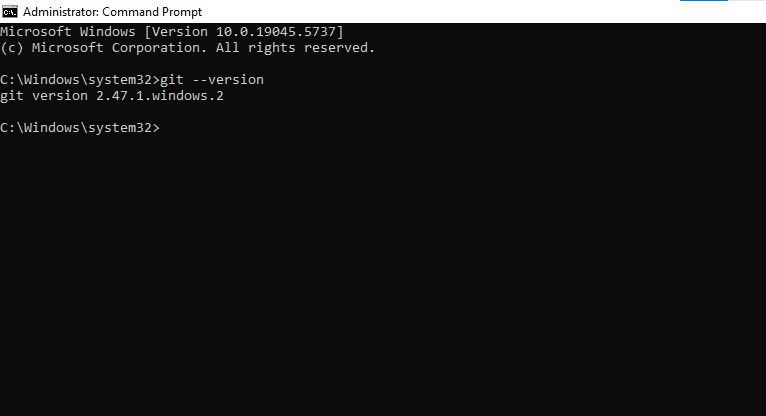 Administrator: Command Prompt
Microsoft Windows [Version 10.0.19045.5737]
(c) Microsoft Corporation. All rights reserved.
C:\Windows\system32>git --version
git version 2.47.1.windows.2
C:\Windows\system32>